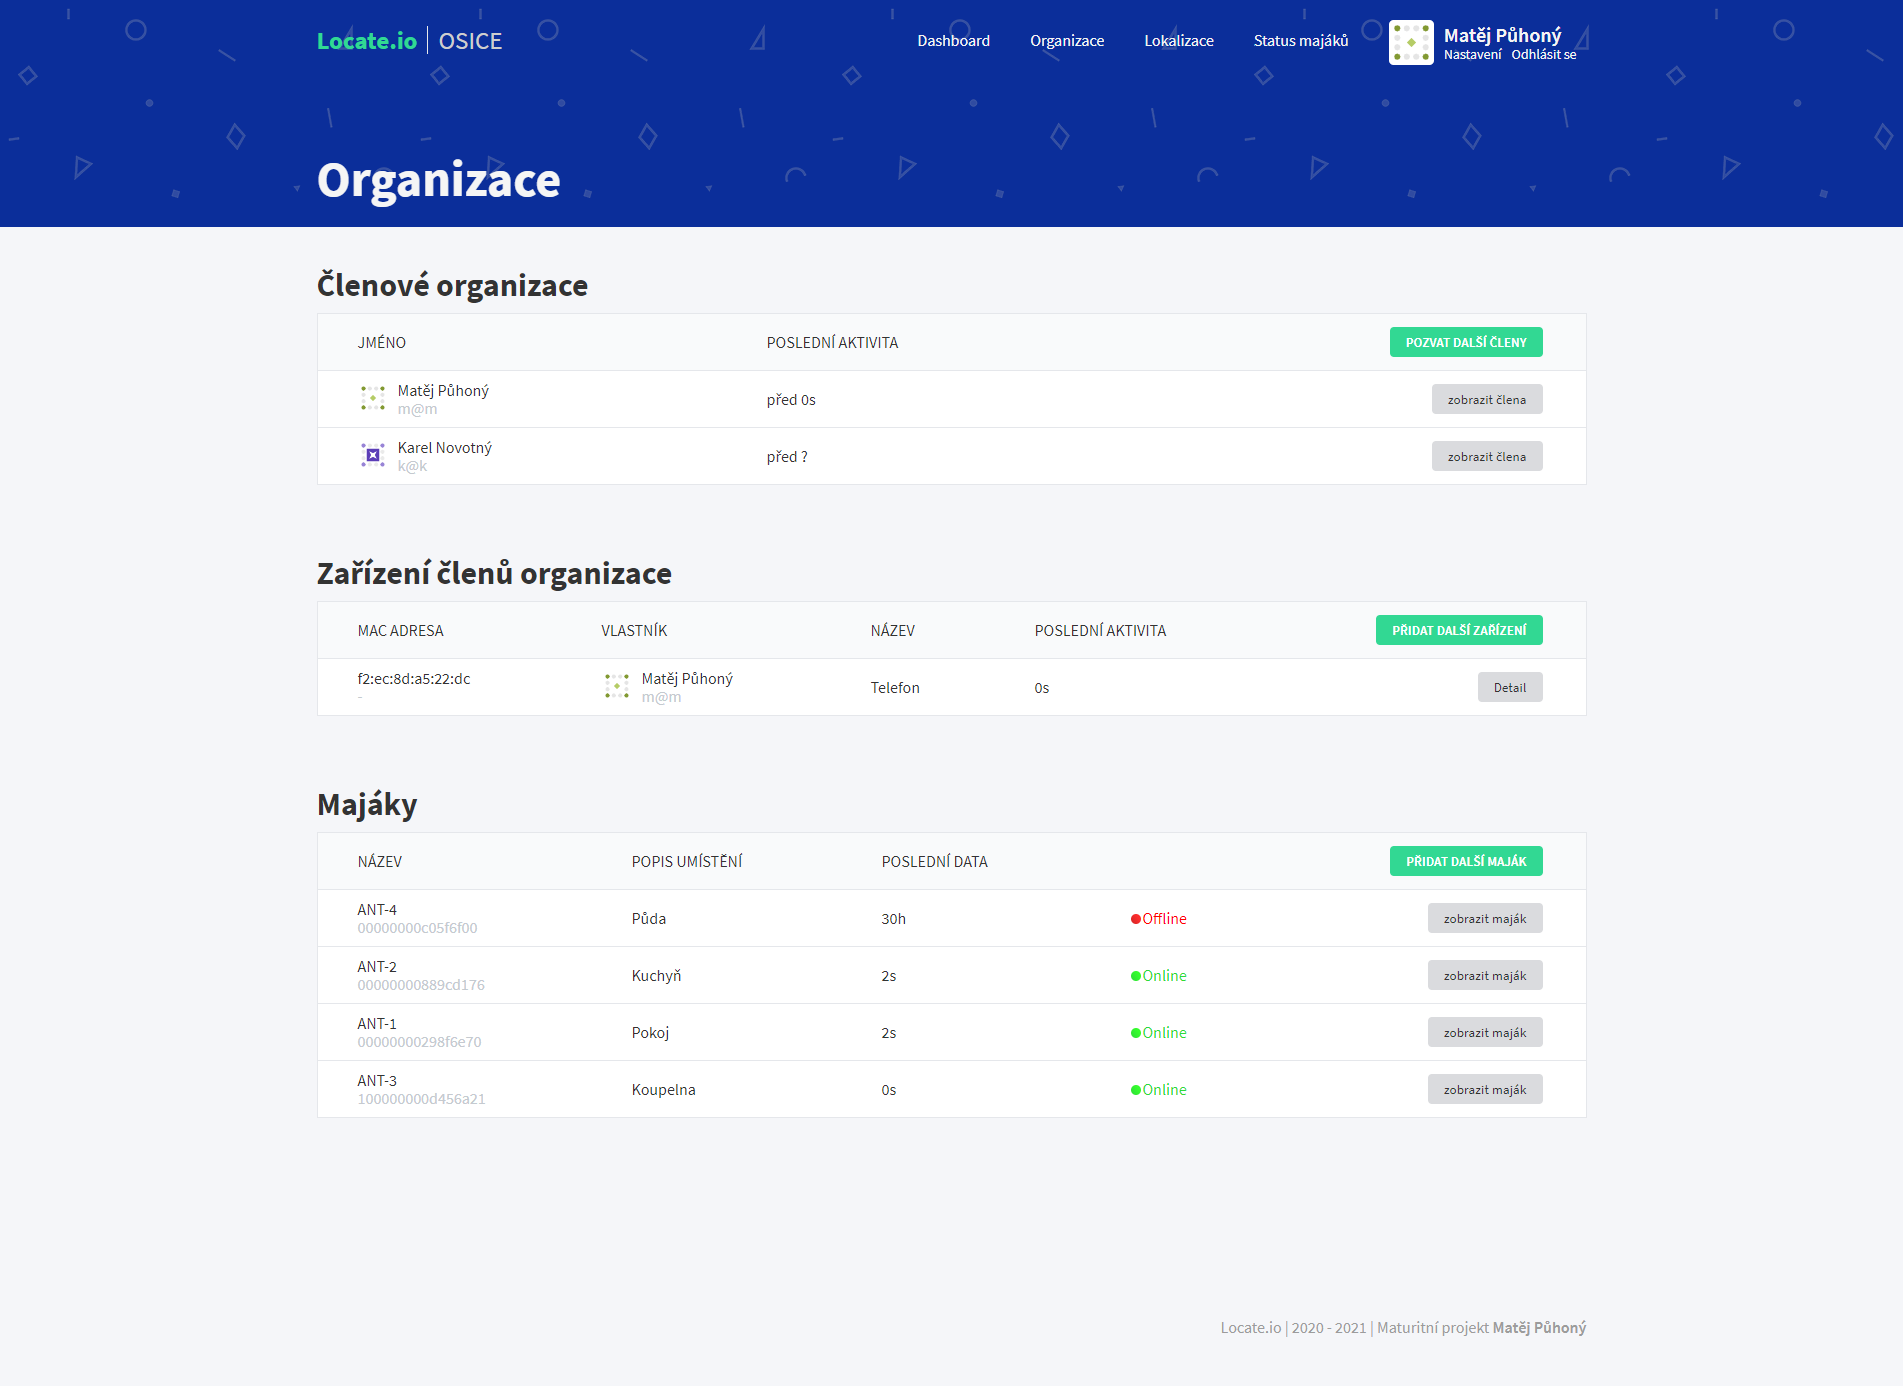 Locate.io | OSICE
Dashboard Organizace Lokalizace Status majáků
Matěj Půhoný
Nastavení Odhlásit se
Organizace
Členové organizace
JMÉNO POSLEDNÍ AKTIVITA POZVAT DALŠÍ ČLENY
Matěj Půhoný
m@m
před 0s zobrazit člena
Karel Novotný
k@k
před ? zobrazit člena
Zařízení členů organizace
MAC ADRESA VLASTNÍK NÁZEV POSLEDNÍ AKTIVITA PŘIDAT DALŠÍ ZAŘÍZENÍ
f2:ec:8d:a5:22:dc
-
Matěj Půhoný
m@m
Telefon 0s Detail
Majáky
NÁZEV POPIS UMÍSTĚNÍ POSLEDNÍ DATA PŘIDAT DALŠÍ MAJÁK
ANT-4
00000000c05f6f00
Půda 30h Offline zobrazit maják
ANT-2
00000000889cd176
Kuchyň 2s Online zobrazit maják
ANT-1
00000000298f6e70
Pokoj 2s Online zobrazit maják
ANT-3
100000000d456a21
Koupelna 0s Online zobrazit maják
Locate.io | 2020 - 2021 | Maturitní projekt Matěj Půhoný